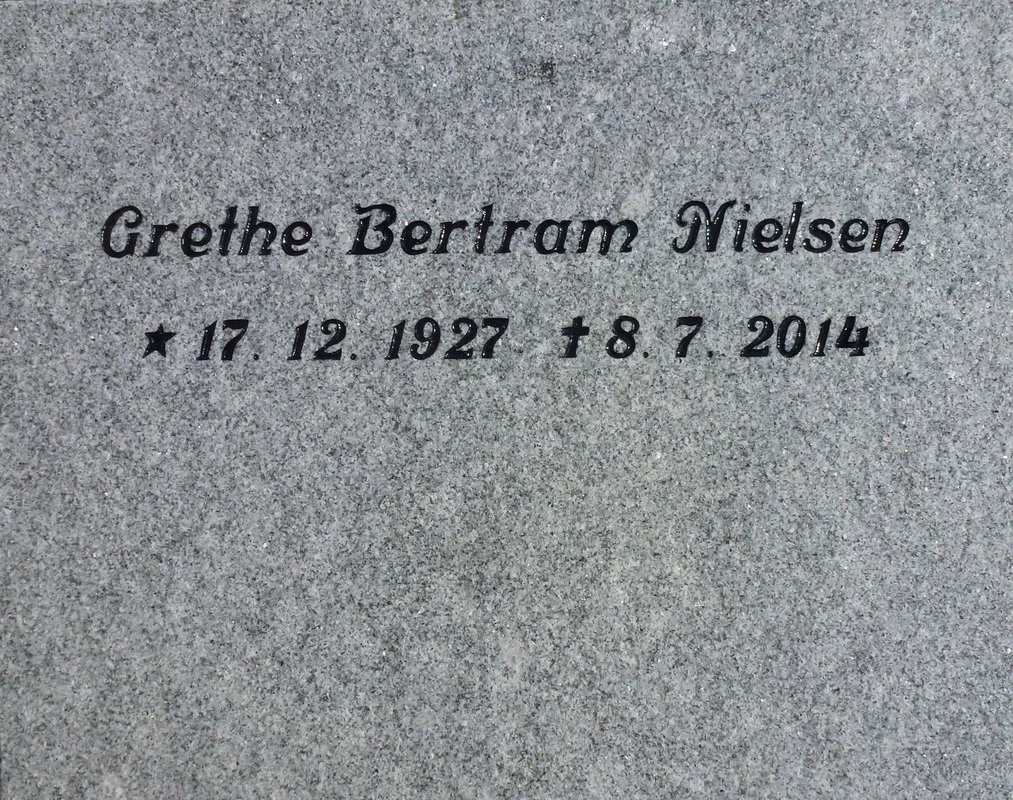 Grethe Bertram Nielsen
★ 17. 12. 1927 ✝ 8. 7. 2014